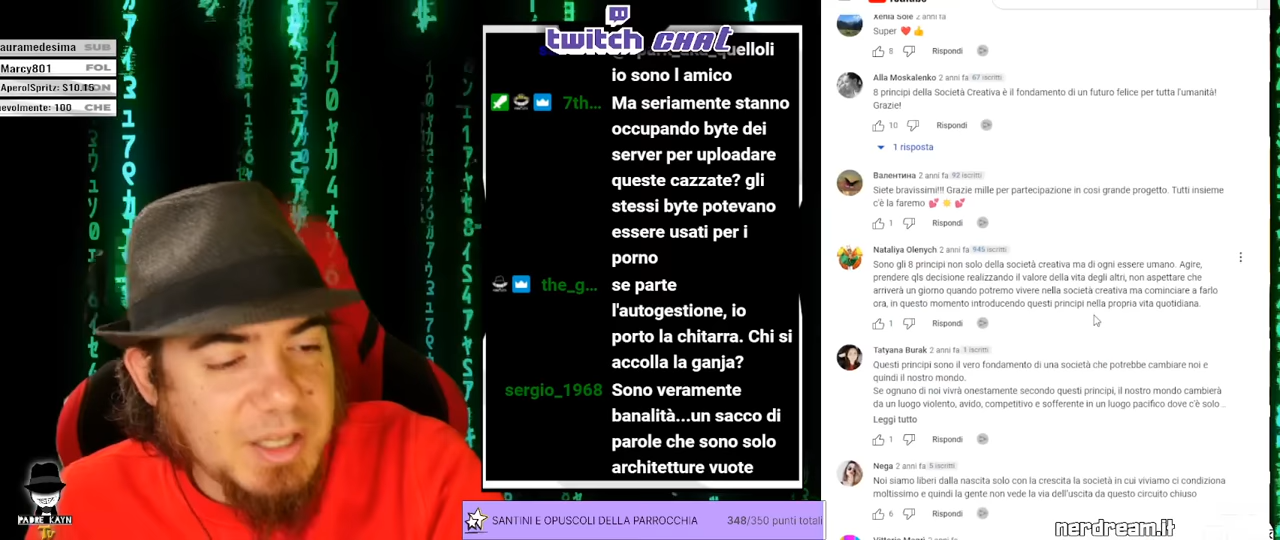 auramedesima SUB
Marcy801 FOL
AperolSpritz: $10.15
evolmente: 100 CHE
PADRE KAYN
twitch CHAT
io sono l amico
7th... Ma seriamente stanno
occupando byte dei
server per uploadare
queste cazzate? gli
stessi byte potevano
essere usati per i
porno
the_g... se parte
l'autogestione, io
porto la chitarra. Chi si
accolla la ganja?
sergio_1968 Sono veramente
banalità...un sacco di
parole che sono solo
architetture vuote
SANTINI E OPUSCOLI DELLA PARROCCHIA 348/350 punti totali
Xenia Sole 2 anni fa
Super
8 Rispondi
Alla Moskalenko 2 anni fa 67 iscritti
8 principi della Società Creativa è il fondamento di un futuro felice per tutta l'umanità!
Grazie!
10 Rispondi
1 risposta
Валентина 2 anni fa 92 iscritti
Siete bravissimi!!! Grazie mille per partecipazione in cosi grande progetto. Tutti insieme
c'è la faremo
1 Rispondi
Nataliya Olenych 2 anni fa 945 iscritti
Sono gli 8 principi non solo della società creativa ma di ogni essere umano. Agire,
prendere qls decisione realizzando il valore della vita degli altri, non aspettare che
arriverà un giorno quando potremo vivere nella società creativa ma cominciare a farlo
ora, in questo momento introducendo questi principi nella propria vita quotidiana.
1 Rispondi
Tatyana Burak 2 anni fa 1 iscritti
Questi principi sono il vero fondamento di una società che potrebbe cambiare noi e
quindi il nostro mondo.
Se ognuno di noi vivrà onestamente secondo questi principi, il nostro mondo cambierà
da un luogo violento, avido, competitivo e sofferente in un luogo pacifico dove c'è solo ..
Leggi tutto
1 Rispondi
Nega 2 anni fa 5 iscritti
Noi siamo liberi dalla nascita solo con la crescita la società in cui viviamo ci condiziona
moltissimo e quindi la gente non vede la via dell'uscita da questo circuito chiuso
6 Rispondi
nerdream.it